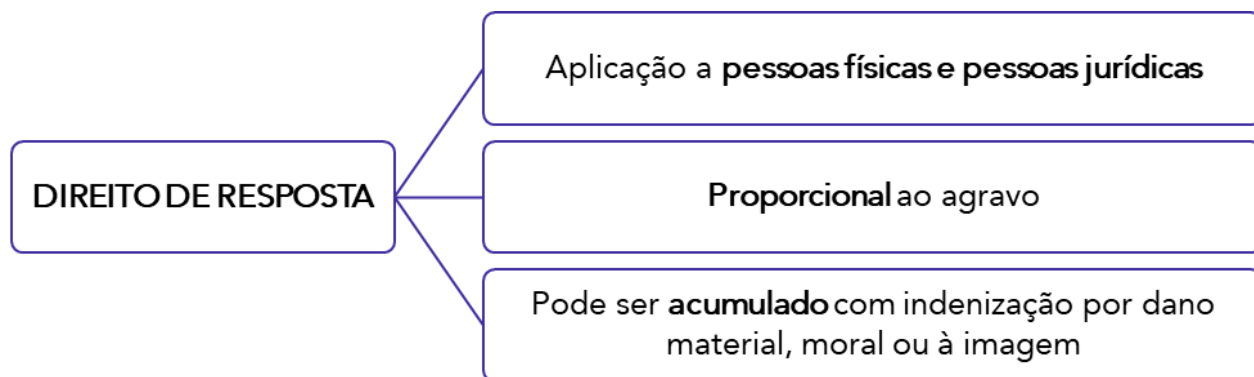 DIREITO DE RESPOSTA
Aplicação a pessoas físicas e pessoas jurídicas
Proporcional ao agravo
Pode ser acumulado com indenização por dano
material, moral ou à imagem